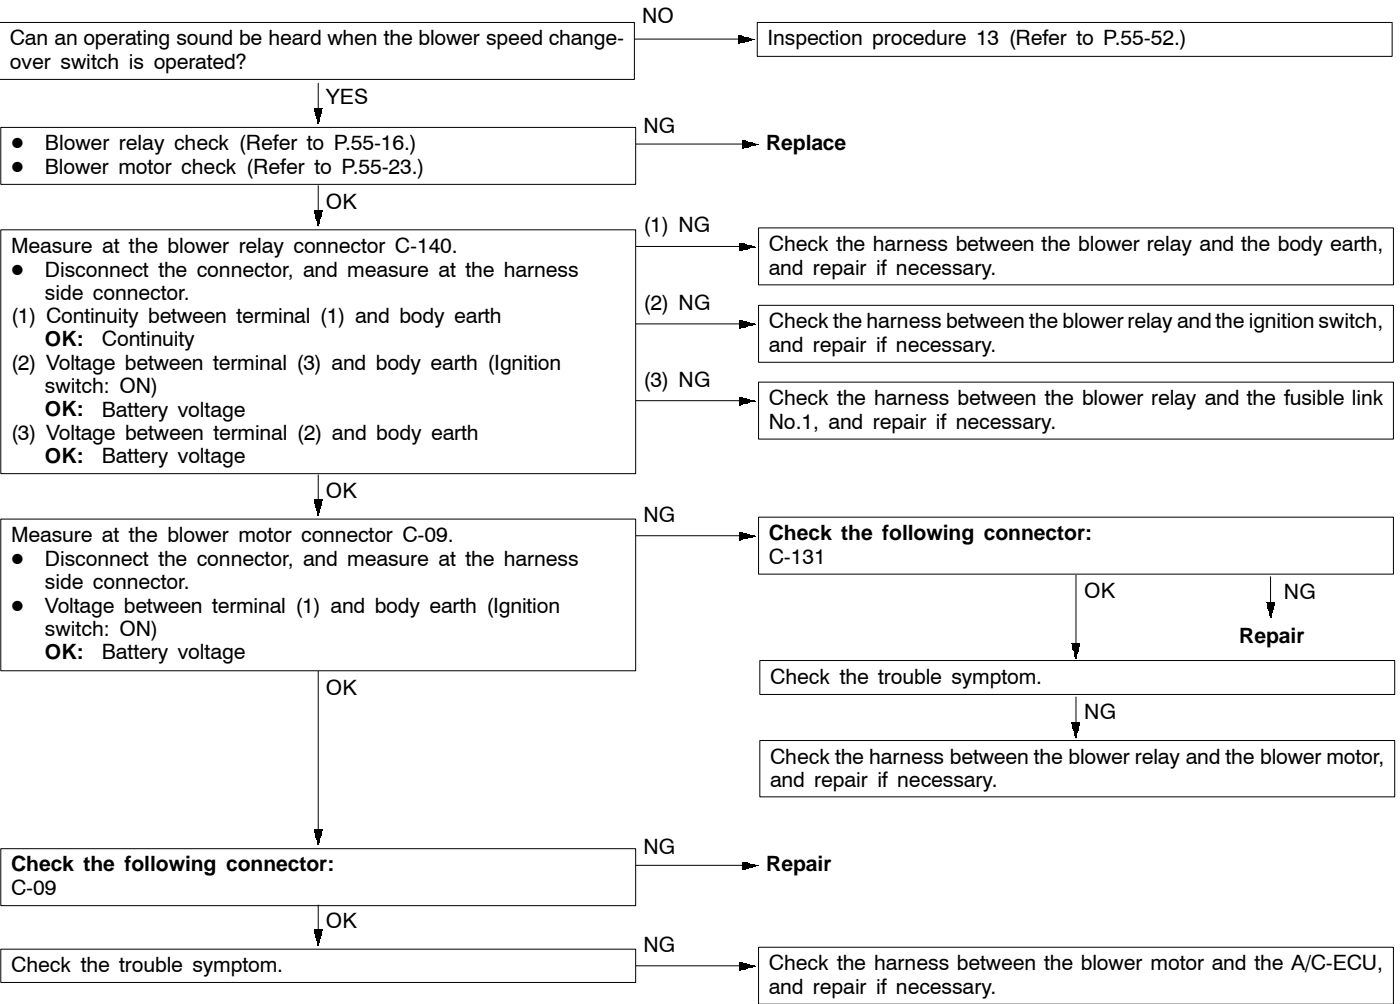 NO
Can an operating sound be heard when the blower speed change-
over switch is operated?
Inspection procedure 13 (Refer to P.55-52.)
YES
● Blower relay check (Refer to P.55-16.)
● Blower motor check (Refer to P.55-23.)
NG
Replace
OK
Measure at the blower relay connector C-140.
● Disconnect the connector, and measure at the harness
side connector.
(1) Continuity between terminal (1) and body earth
OK: Continuity
(2) Voltage between terminal (3) and body earth (Ignition
switch: ON)
OK: Battery voltage
(3) Voltage between terminal (2) and body earth
OK: Battery voltage
(1) NG
Check the harness between the blower relay and the body earth,
and repair if necessary.
(2) NG
Check the harness between the blower relay and the ignition switch,
and repair if necessary.
(3) NG
Check the harness between the blower relay and the fusible link
No.1, and repair if necessary.
OK
Measure at the blower motor connector C-09.
● Disconnect the connector, and measure at the harness
side connector.
● Voltage between terminal (1) and body earth (Ignition
switch: ON)
OK: Battery voltage
NG
Check the following connector:
C-131
OK
NG
Repair
Check the trouble symptom.
NG
Check the harness between the blower relay and the blower motor,
and repair if necessary.
OK
Check the following connector:
C-09
NG
Repair
OK
Check the trouble symptom.
NG
Check the harness between the blower motor and the A/C-ECU,
and repair if necessary.